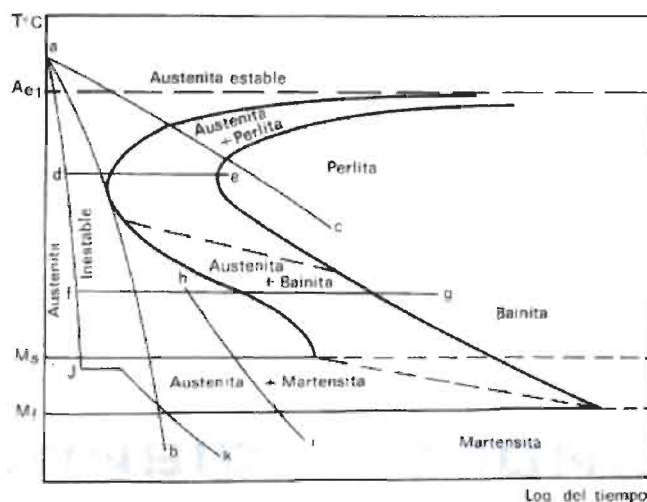 T°C
a
Ae₁
Austenita estable
Austenita
+ Perlita
Perlita
d
e
c
Austenita
Inestable
Austenita
+ Bainita
h
f
g
Bainita
Ms
J
Austenita + Martensita
Mf
b
k
i
Martensita
Log del tiempo